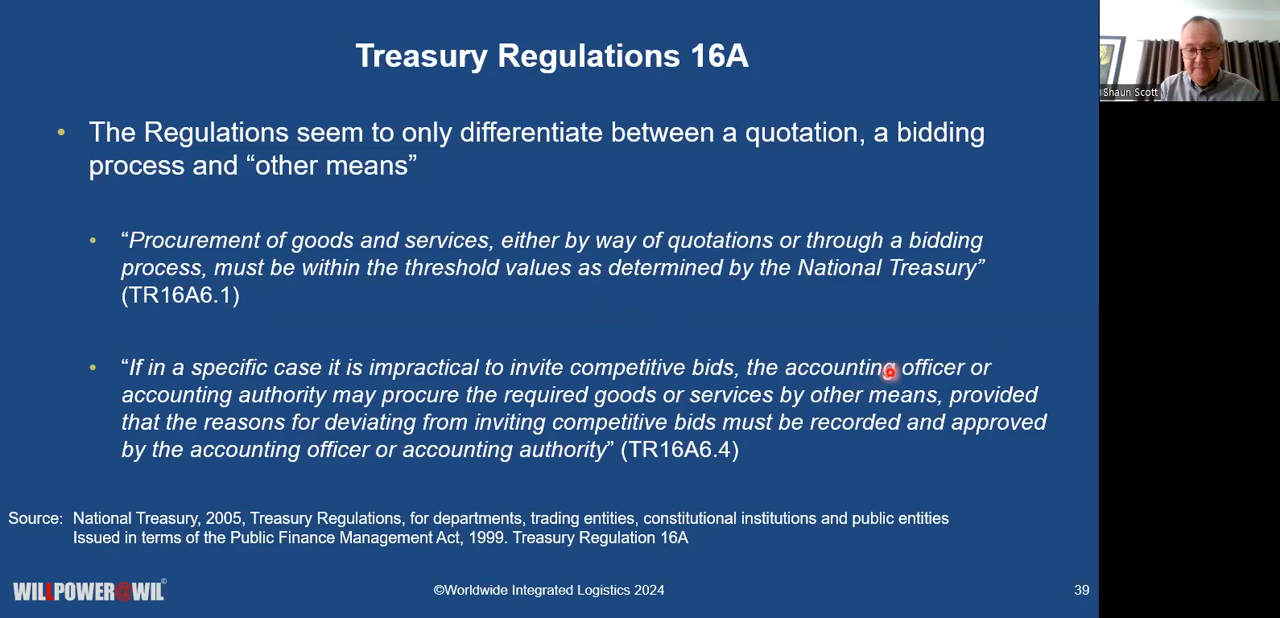 Treasury Regulations 16A
Shaun Scott
• The Regulations seem to only differentiate between a quotation, a bidding
process and “other means”
• “Procurement of goods and services, either by way of quotations or through a bidding
process, must be within the threshold values as determined by the National Treasury”
(TR16A6.1)
• “If in a specific case it is impractical to invite competitive bids, the accounting officer or
accounting authority may procure the required goods or services by other means, provided
that the reasons for deviating from inviting competitive bids must be recorded and approved
by the accounting officer or accounting authority” (TR16A6.4)
Source: National Treasury, 2005, Treasury Regulations, for departments, trading entities, constitutional institutions and public entities
Issued in terms of the Public Finance Management Act, 1999. Treasury Regulation 16A
WILLPOWER@WIL©
©Worldwide Integrated Logistics 2024
39